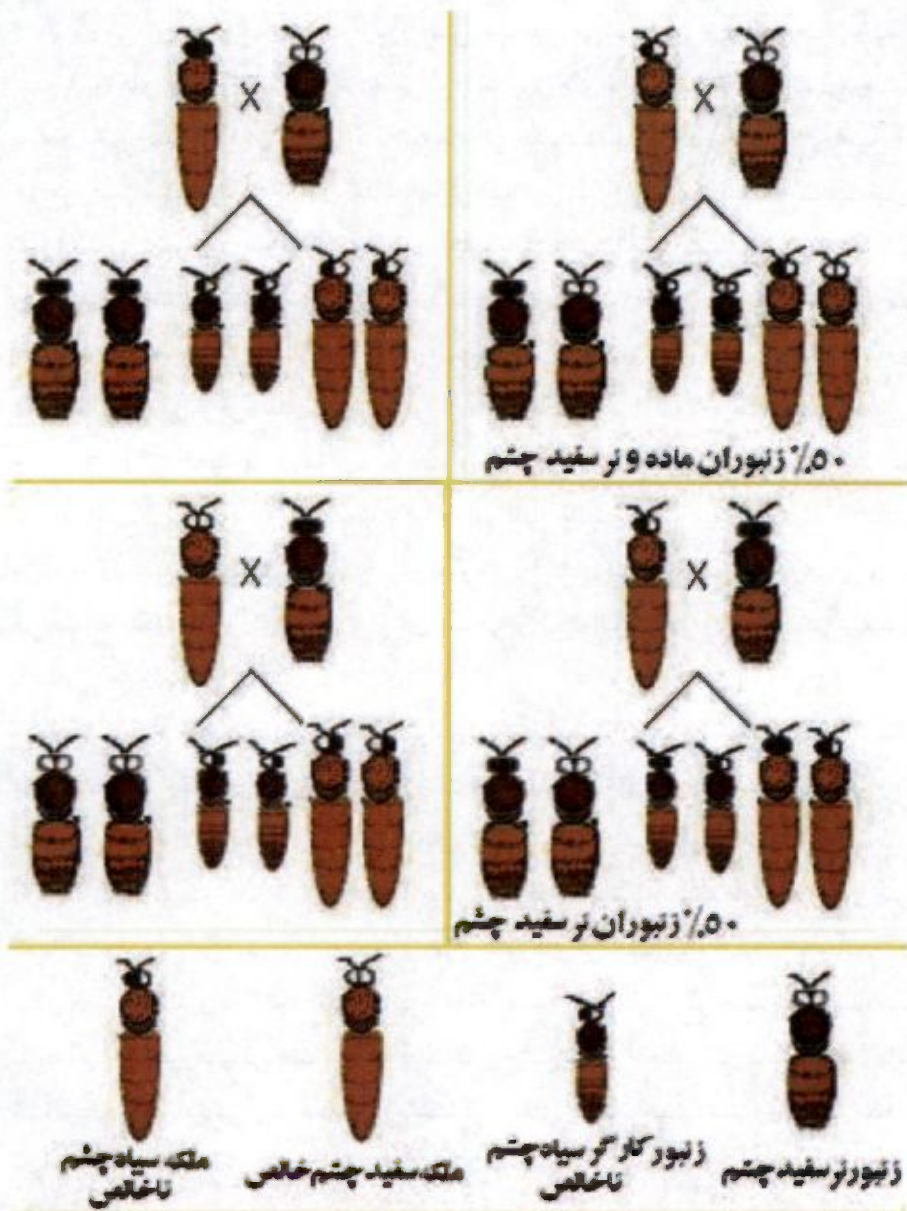 ۵۰٪ زنبوران ماده و نر سفید چشم
۵۰٪ زنبوران نر سفید چشم
زنبور نر سفید چشم
زنبور کارگر سیاه چشم
ناخالص
ملکه سفید چشم خالص
ملکه سیاه چشم
ناخالص